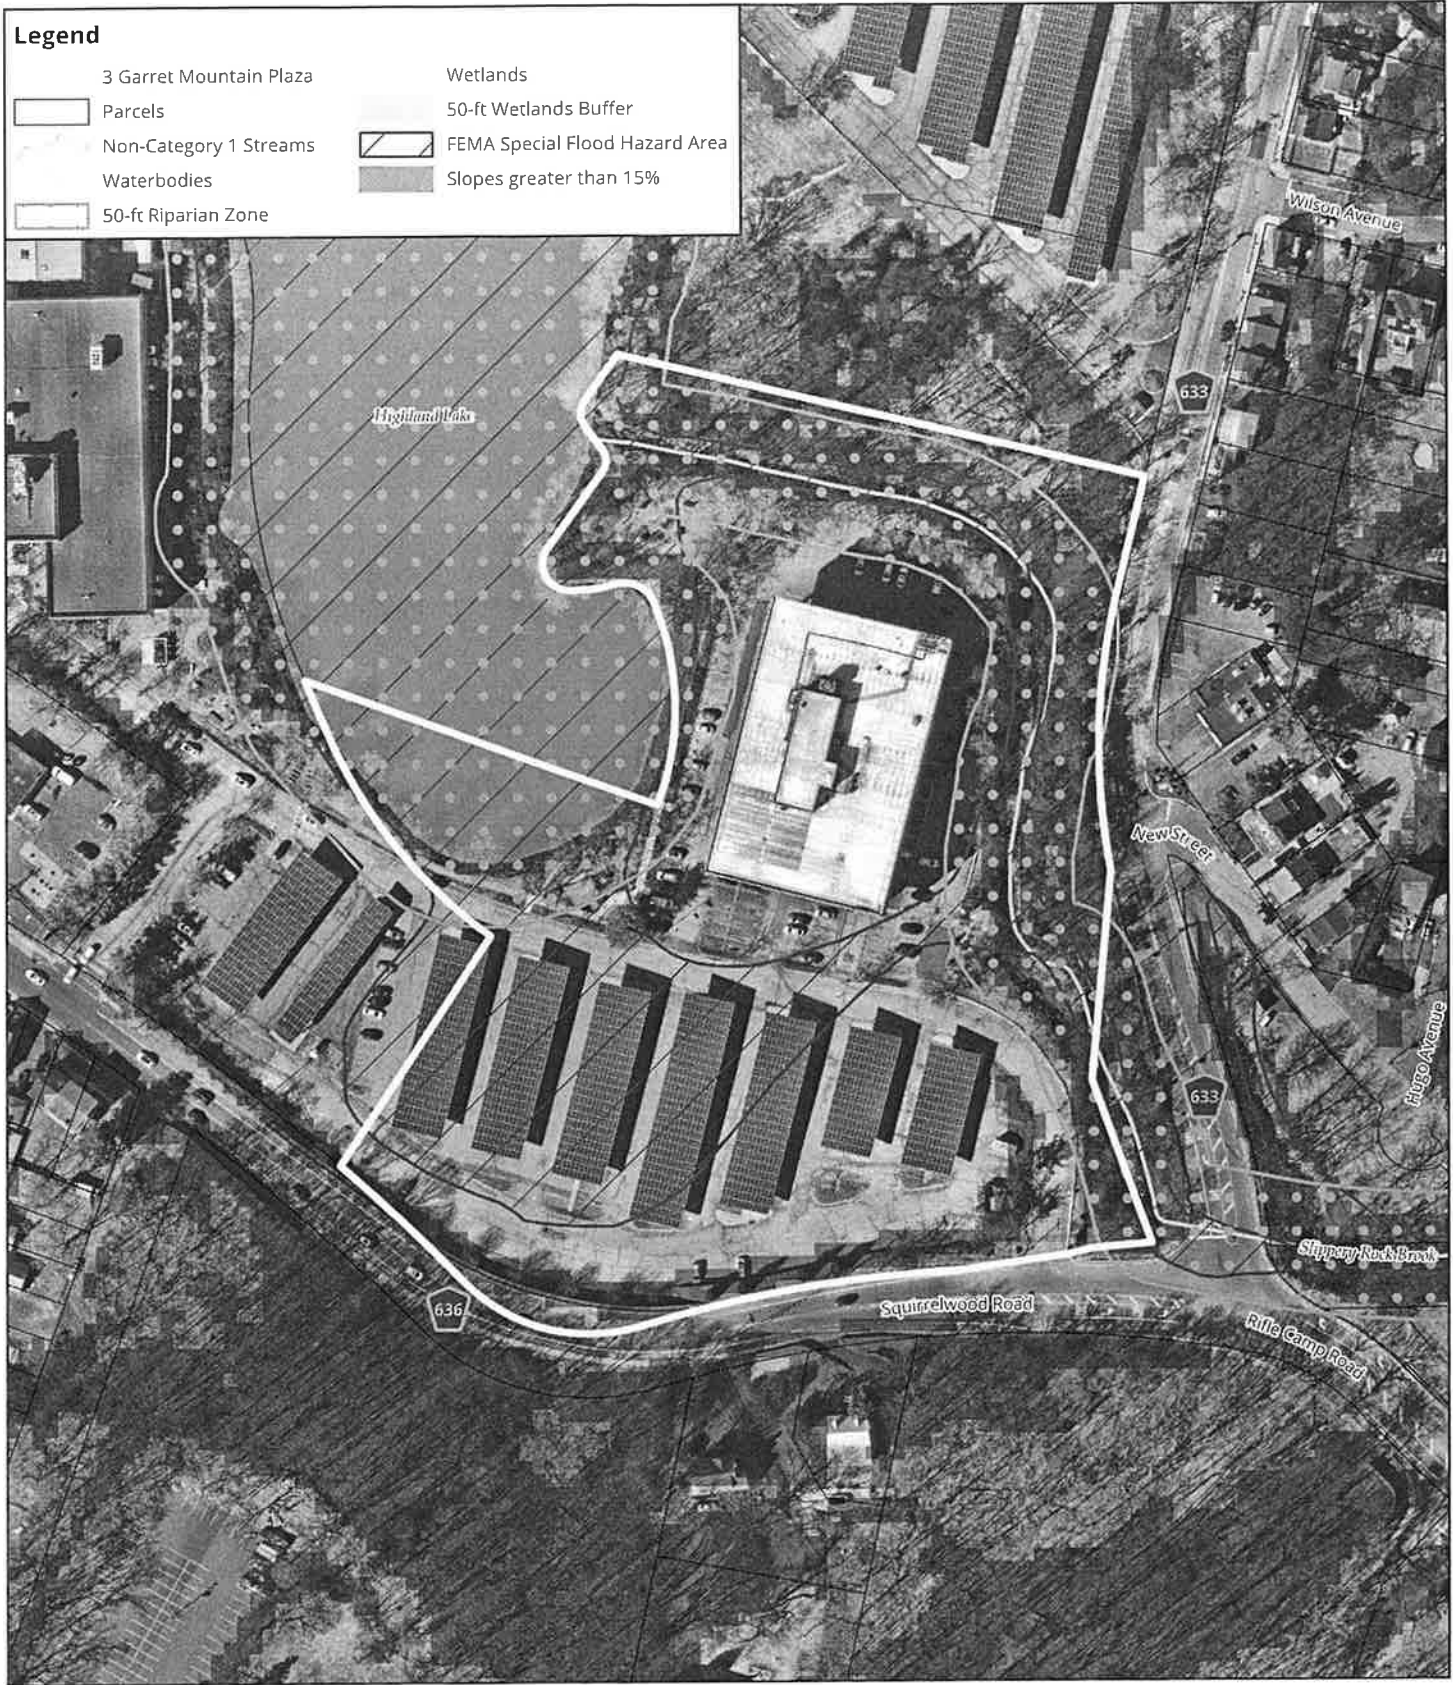 Legend
3 Garret Mountain Plaza
Parcels
Non-Category 1 Streams
Waterbodies
50-ft Riparian Zone
Wetlands
50-ft Wetlands Buffer
FEMA Special Flood Hazard Area
Slopes greater than 15%
Wilson Avenue
633
Highland Lake
New Street
Hugo Avenue
633
Slippery Rock Brook
636
Squirrelwood Road
Rifle Camp Road